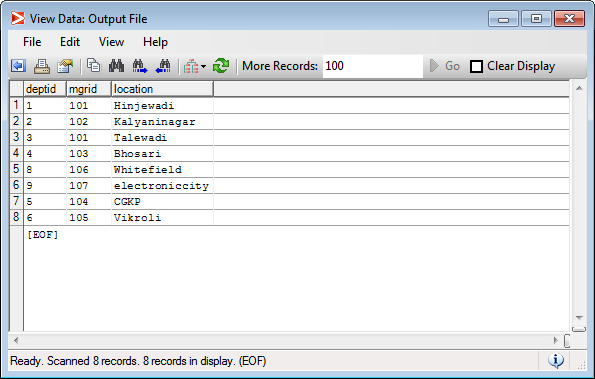 View Data: Output File
File Edit View Help
More Records: 100 Go Clear Display
deptid mgrid location
1 1 101 Hinjewadi
2 2 102 Kalyaninagar
3 3 101 Talewadi
4 4 103 Bhosari
5 8 106 Whitefield
6 9 107 electroniccity
7 5 104 CGKP
8 6 105 Vikroli
[EOF]
Ready. Scanned 8 records. 8 records in display. (EOF)